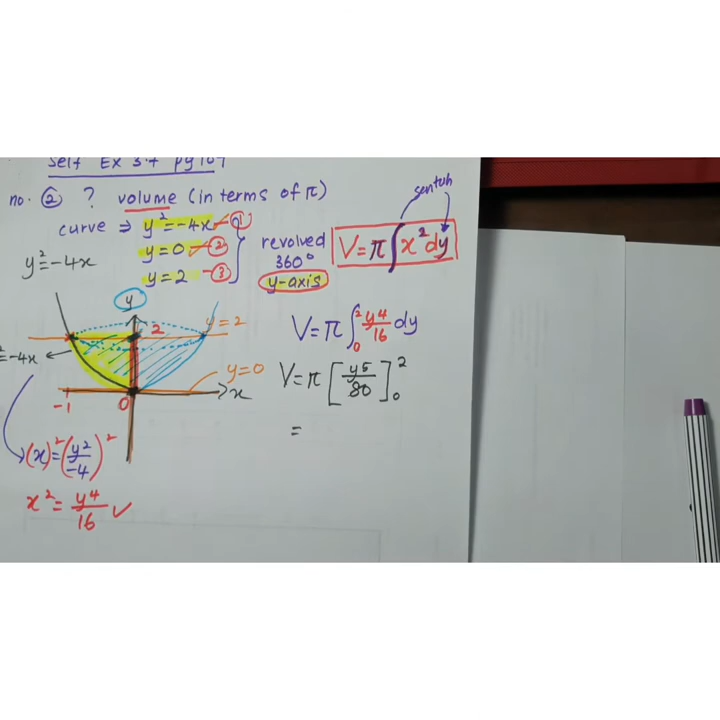 Self Ex 3.4 pg 107
no. ② ? volume (in terms of π)
curve ⇒ y² = -4x - ①
y = 0 - ②
y = 2 - ③
revolved
360°
y-axis
sentuh
V = π ∫ x² dy
y² = -4x
y
2
y = 2
² = -4x
y = 0
x
-1
0
(x)² = (y²/-4)²
x² = y⁴/16 ✓
V = π ∫₀² y⁴/16 dy
V = π [y⁵/80]₀²
=